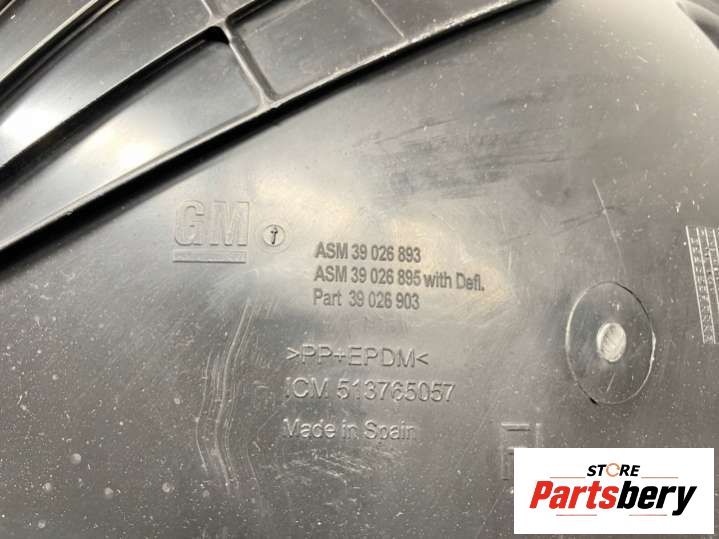 GM
ASM 39 026 893
ASM 39 026 895 with Defl.
Part 39 026 903
>PP+EPDM<
ICM 513765057
Made in Spain
STORE
Partsbery